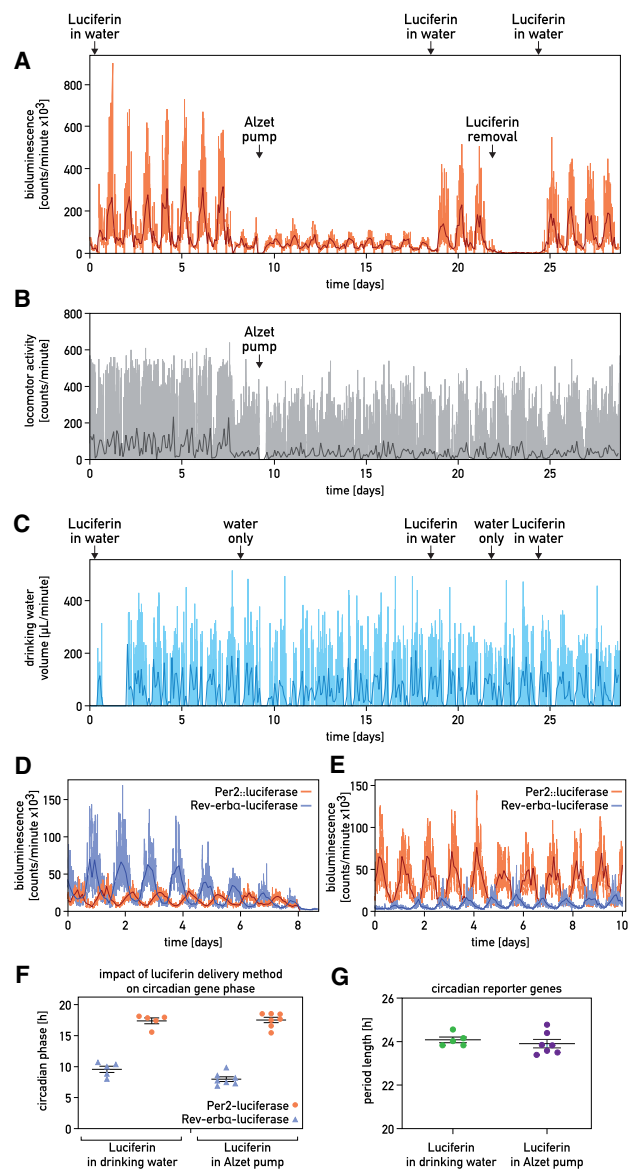 Luciferin in water
Luciferin in water
Luciferin in water
A
bioluminescence
[counts/minute x10³]
800
600
400
200
0
Alzet pump
Luciferin removal
0 5 10 15 20 25
time [days]
B
locomotor activity
[counts/minute]
800
600
400
200
0
Alzet pump
0 5 10 15 20 25
time [days]
C
Luciferin in water
water only
Luciferin in water
water only
Luciferin in water
drinking water
volume [µL/minute]
400
200
0
0 5 10 15 20 25
time [days]
D
bioluminescence
[counts/minute x10³]
150
100
50
0
Per2::luciferase
Rev-erbα-luciferase
0 2 4 6 8
time [days]
E
bioluminescence
[counts/minute x10³]
150
100
50
0
Per2::luciferase
Rev-erbα-luciferase
0 2 4 6 8 10
time [days]
F
impact of luciferin delivery method
on circadian gene phase
circadian phase [h]
20
15
10
5
0
Per2-luciferase
Rev-erbα-luciferase
Luciferin
in drinking water
Luciferin
in Alzet pump
G
circadian reporter genes
period length [h]
26
24
22
20
Luciferin
in drinking water
Luciferin
in Alzet pump